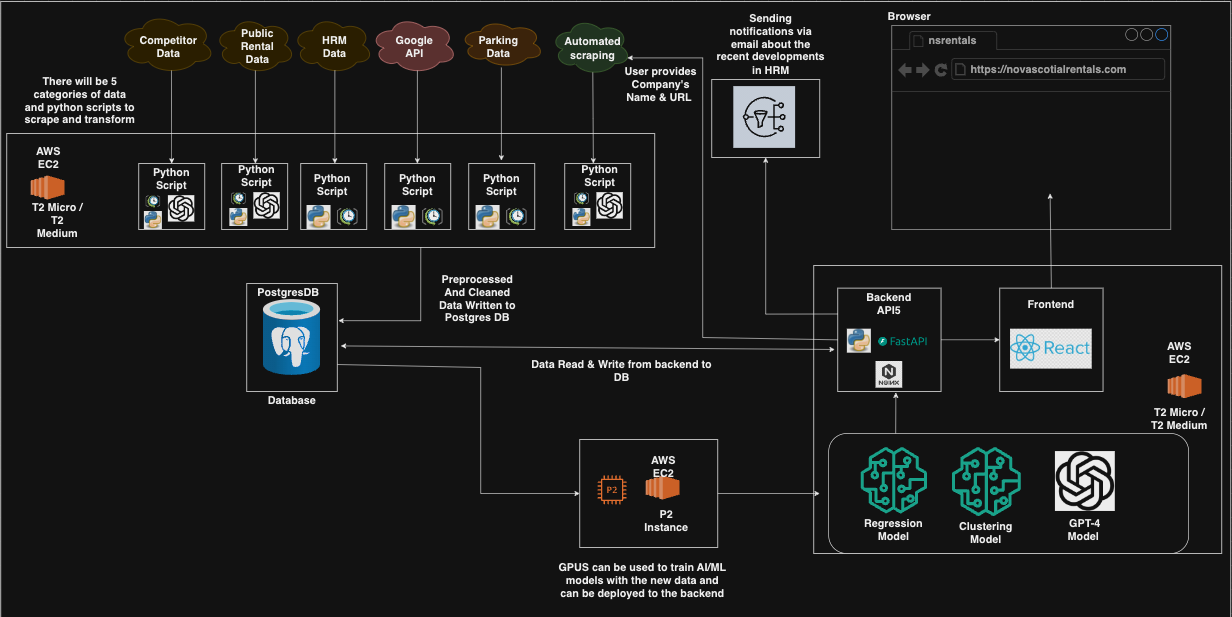 Competitor
Data
Public
Rental
Data
HRM
Data
Google
API
Parking
Data
Automated
scraping
Sending
notifications via
email about the
recent developments
in HRM
Browser
nsrentals
https://novascotialrentals.com
There will be 5
categories of data
and python scripts to
scrape and transform
User provides
Company's
Name & URL
AWS
EC2
T2 Micro /
T2
Medium
Python
Script
Python
Script
Python
Script
Python
Script
Python
Script
Python
Script
PostgresDB
Database
Preprocessed
And Cleaned
Data Written to
Postgres DB
Data Read & Write from backend to
DB
Backend
API5
FastAPI
NGINX
Frontend
React
AWS
EC2
T2 Micro /
T2 Medium
P2
AWS
EC2
P2
Instance
GPUS can be used to train AI/ML
models with the new data and
can be deployed to the backend
Regression
Model
Clustering
Model
GPT-4
Model